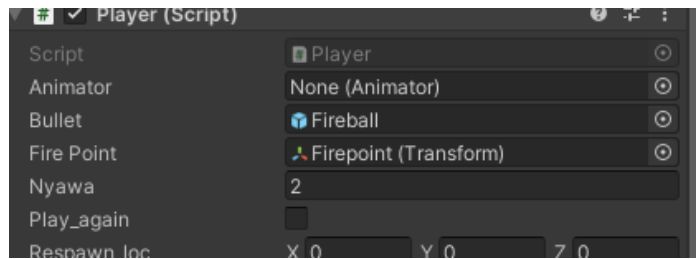 Player (Script)
Script Player
Animator None (Animator)
Bullet Fireball
Fire Point Firepoint (Transform)
Nyawa 2
Play_again
Respawn_loc X 0 Y 0 Z 0